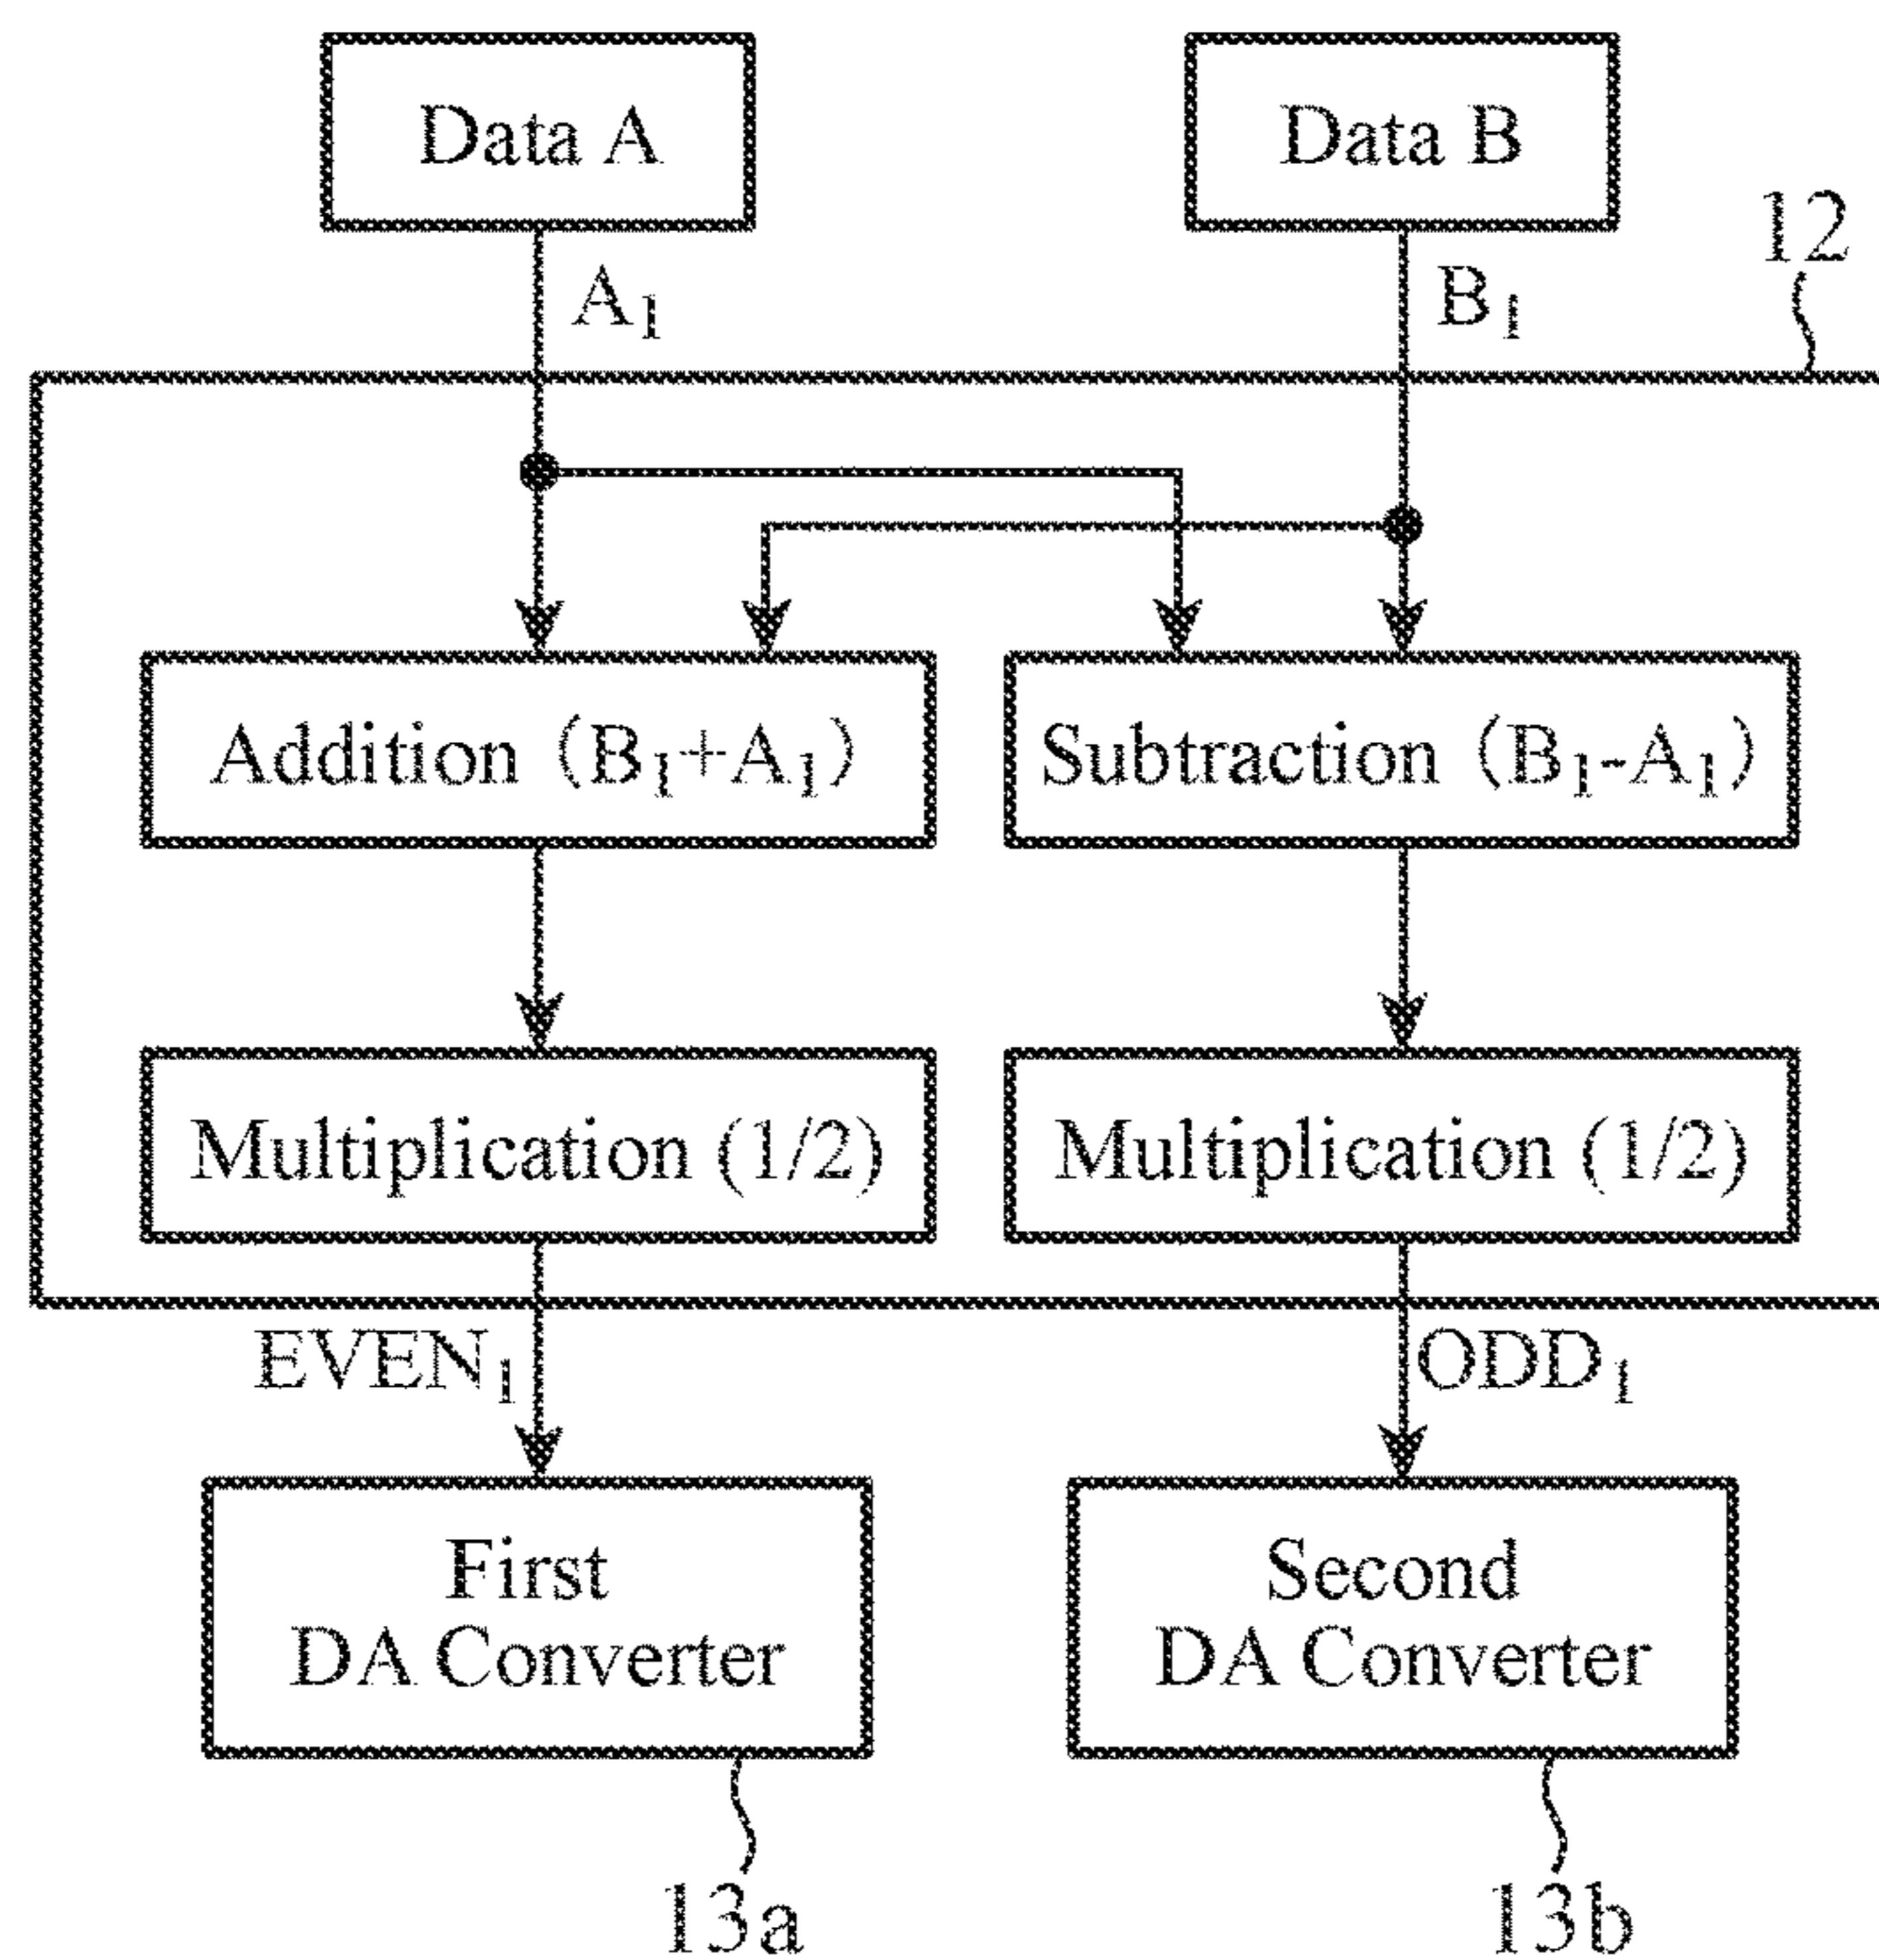 Data A
Data B
12
A₁
B₁
Addition (B₁+A₁)
Subtraction (B₁-A₁)
Multiplication (1/2)
Multiplication (1/2)
EVEN₁
ODD₁
First
DA Converter
Second
DA Converter
13a
13b